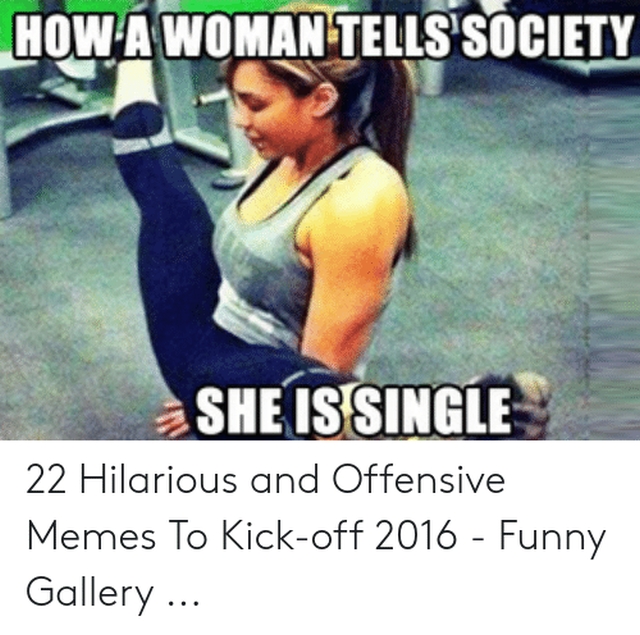 HOW A WOMAN TELLS SOCIETY
SHE IS SINGLE
22 Hilarious and Offensive
Memes To Kick-off 2016 - Funny
Gallery ...